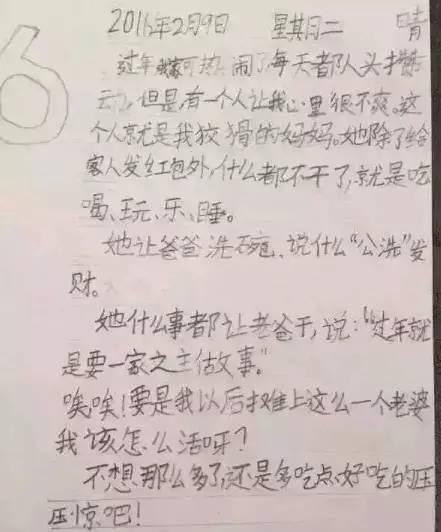 6
2016年2月9日 星期二 晴
过年我家可热闹了,每天都队人头攒
动,但是,有一个人让我心里很不爽。这
个人就是我狡猾的妈妈。她除了给
客人发红包外,什么都不干了,就是吃
喝、玩、乐、睡。
她让爸爸洗碗、说什么“公洗”发
财。
她什么事都让老爸干,说:“过年就
是要一家之主做事。”
唉唉!要是我以后摊上这么一个老婆
我该怎么活呀?
不想那么多了,还是多吃点好吃的压
压惊吧!